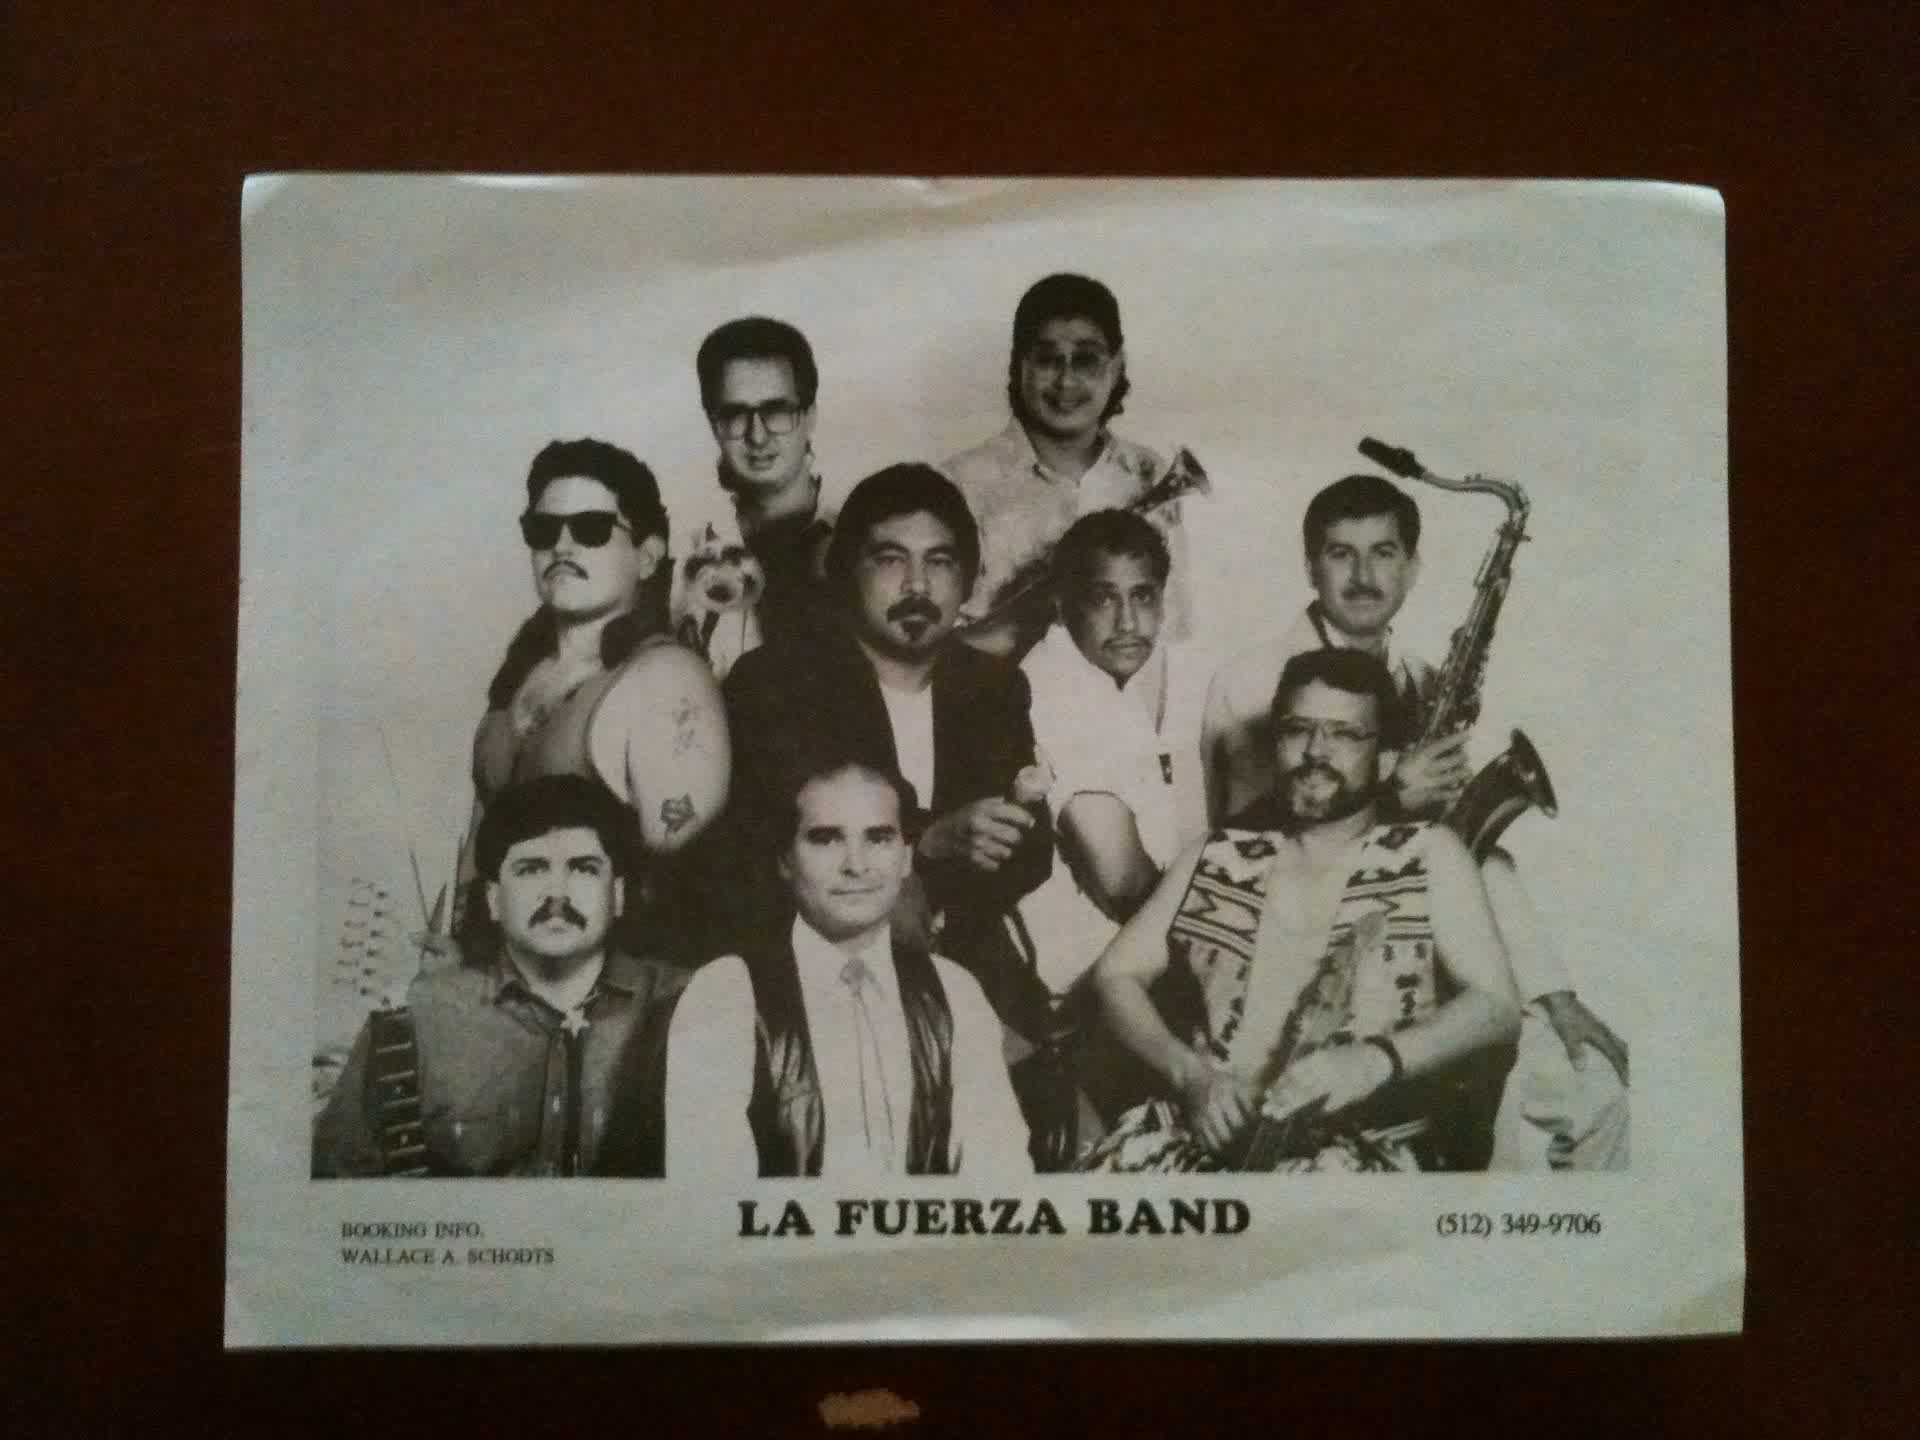 LA FUERZA BAND
BOOKING INFO.
WALLACE A. SCHODTS
(512) 349-9706